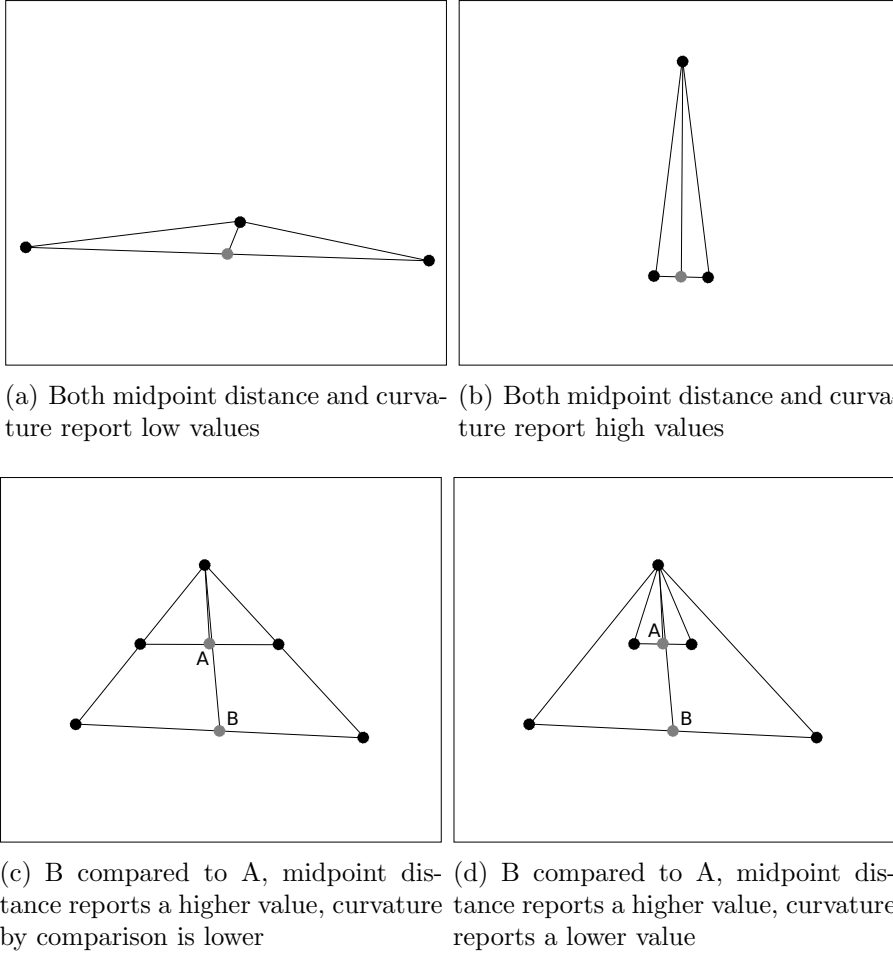 (a) Both midpoint distance and curva-
ture report low values
(b) Both midpoint distance and curva
ture report high values
A
B
A
B
(c) B compared to A, midpoint dis-
tance reports a higher value, curvature
by comparison is lower
(d) B compared to A, midpoint dis-
tance reports a higher value, curvature
reports a lower value